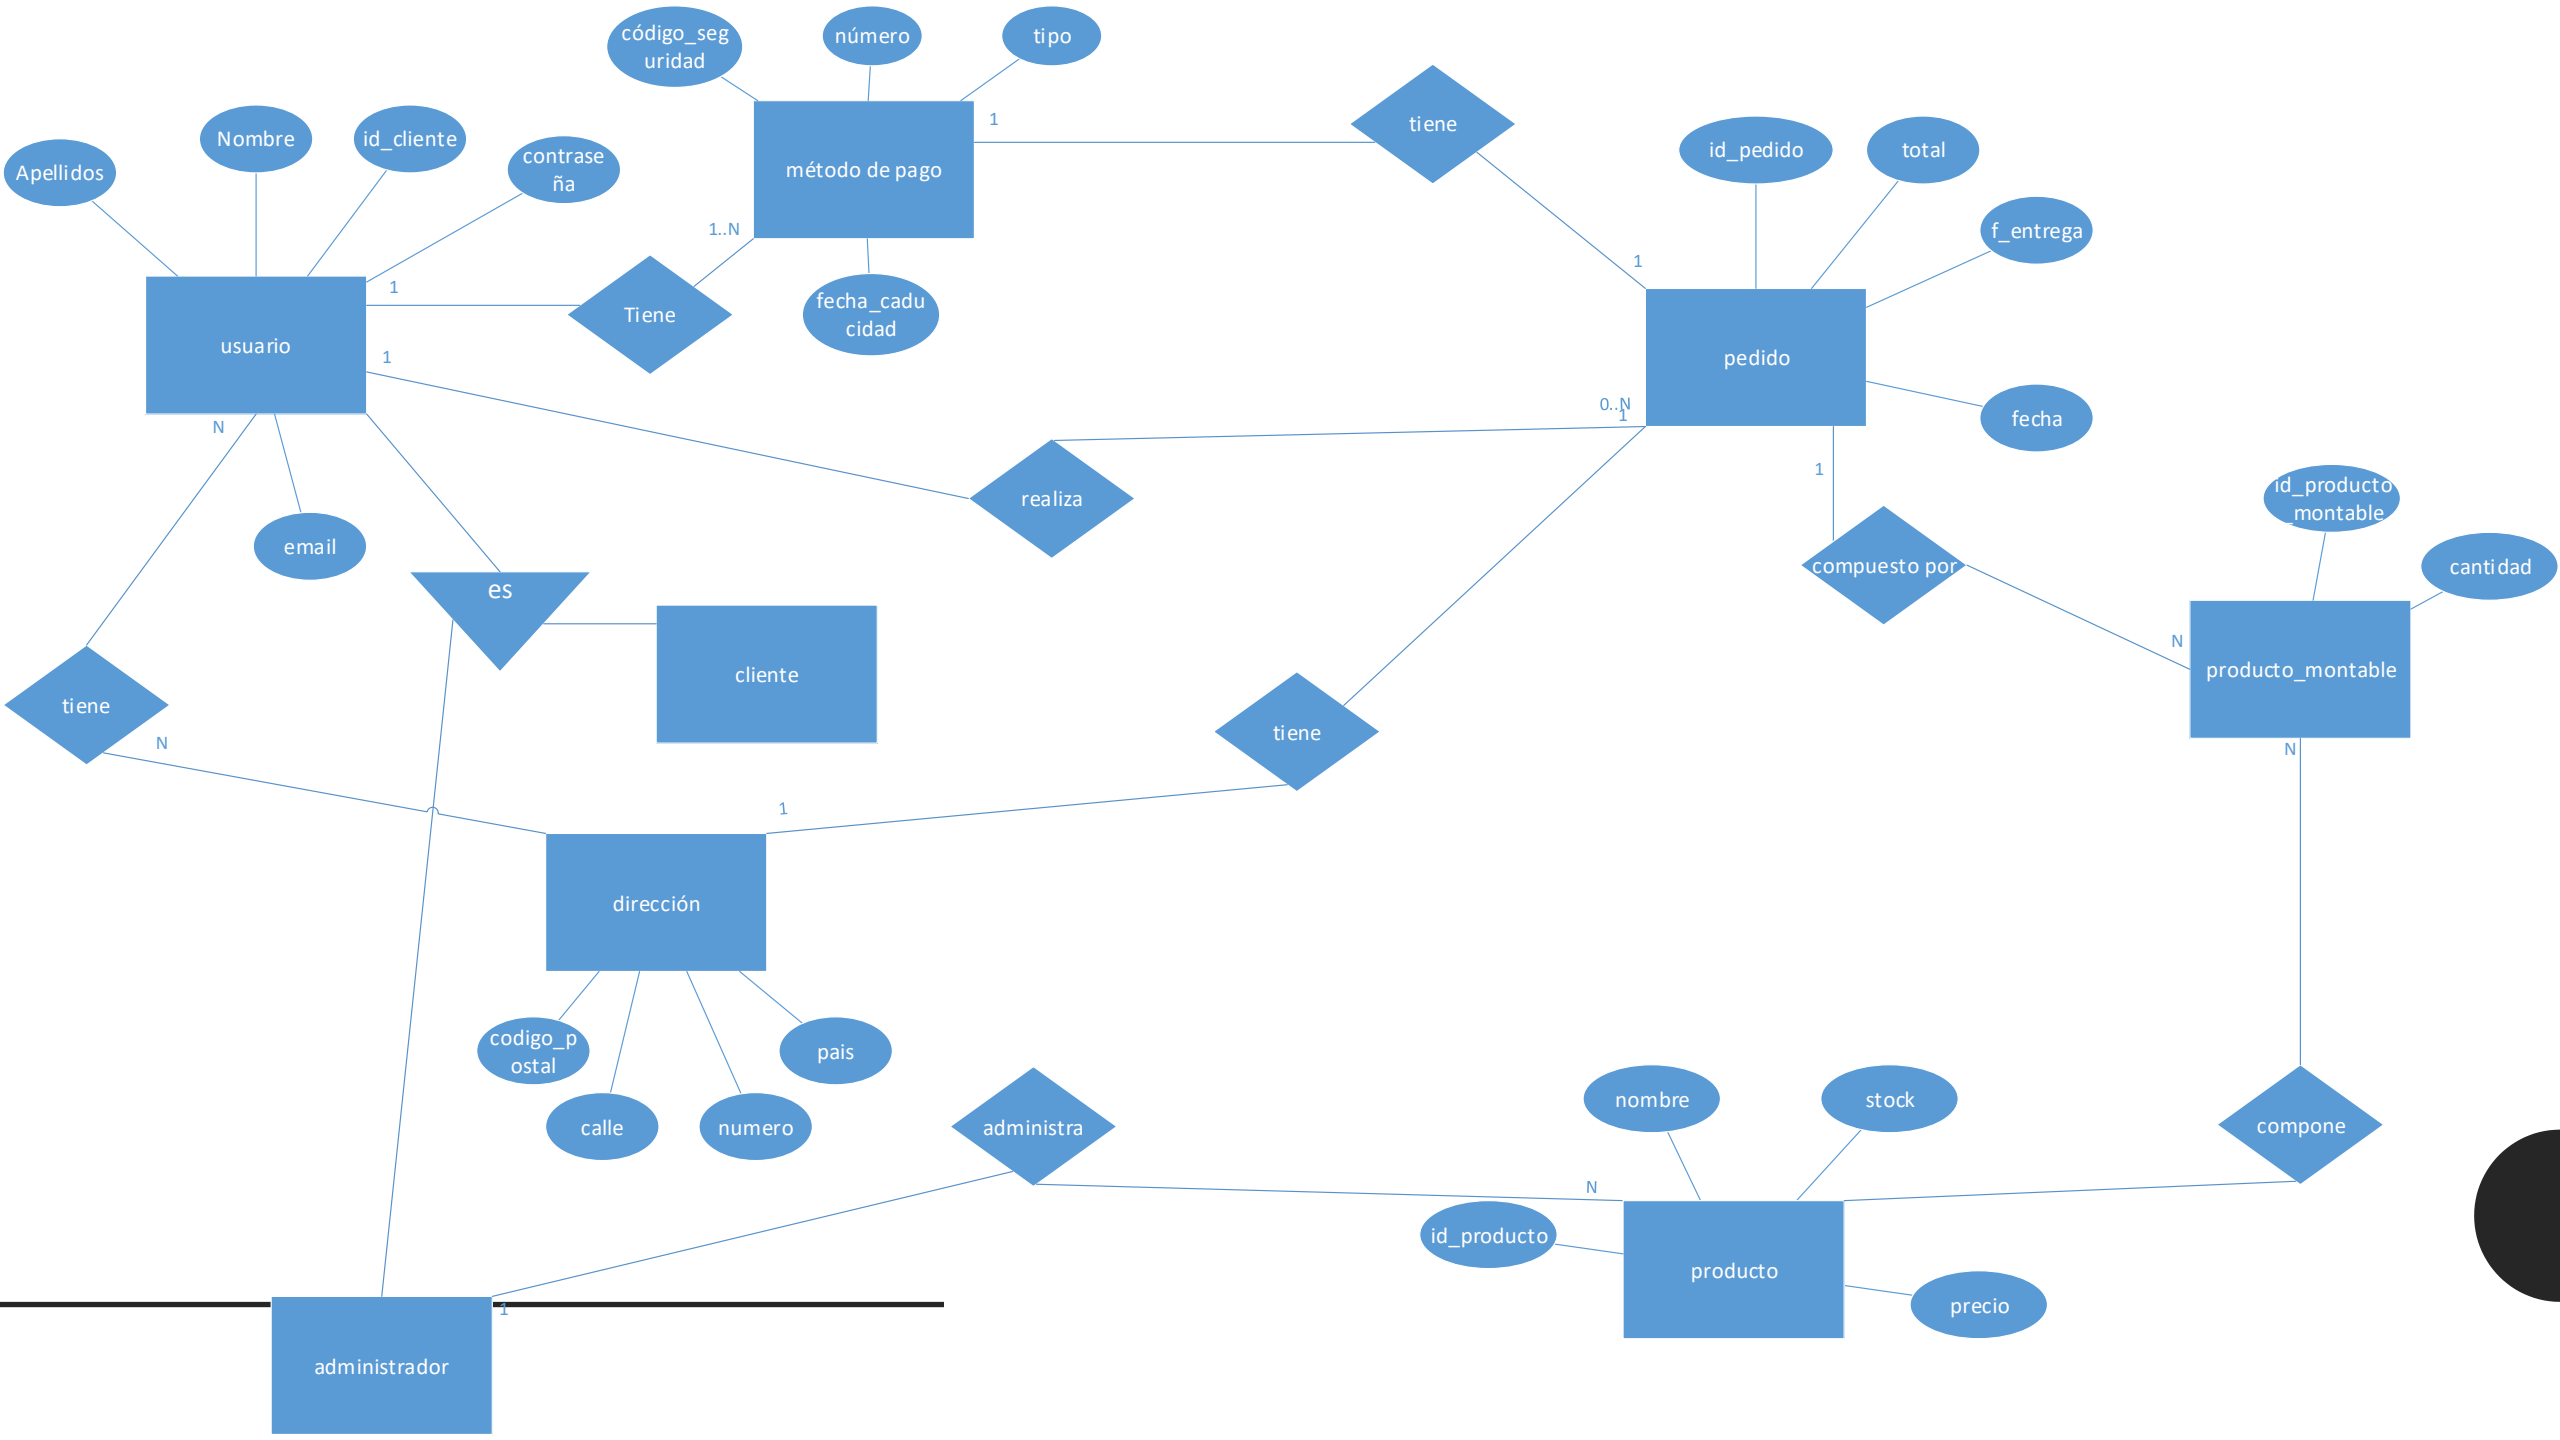 código_seg
uridad
número
tipo
Apellidos
Nombre
id_cliente
contrase
ña
1
método de pago
tiene
id_pedido
total
1..N
f_entrega
1
1
Tiene
fecha_cadu
cidad
usuario
1
pedido
0..N
1
fecha
N
1
realiza
id_producto
_montable
cantidad
email
es
compuesto por
N
producto_montable
cliente
tiene
N
tiene
N
1
dirección
codigo_p
ostal
pais
calle
numero
administra
nombre
stock
compone
N
id_producto
producto
precio
1
administrador